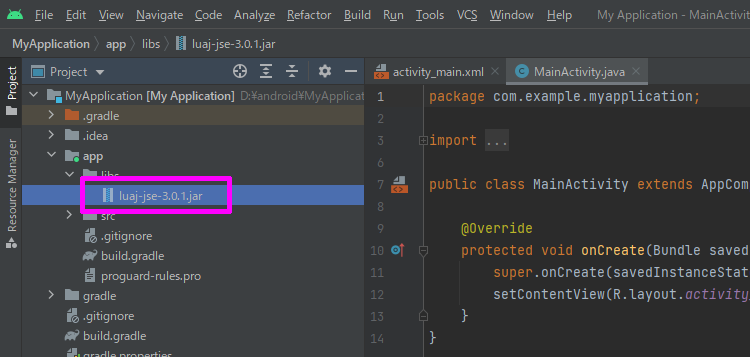 File Edit View Navigate Code Analyze Refactor Build Run Tools VCS Window Help My Application - MainActivity
MyApplication app libs luaj-jse-3.0.1.jar
Project
Resource Manager
Project
MyApplication [My Application] D:¥android¥MyApplicat
.gradle
.idea
app
libs
luaj-jse-3.0.1.jar
src
.gitignore
build.gradle
proguard-rules.pro
gradle
.gitignore
build.gradle
gradle.properties
activity_main.xml MainActivity.java
1 package com.example.myapplication;
2
3 import ...
6
7 public class MainActivity extends AppCom
8
9 @Override
10 protected void onCreate(Bundle saved
11 super.onCreate(savedInstanceStat
12 setContentView(R.layout.activity
13 }
14 }